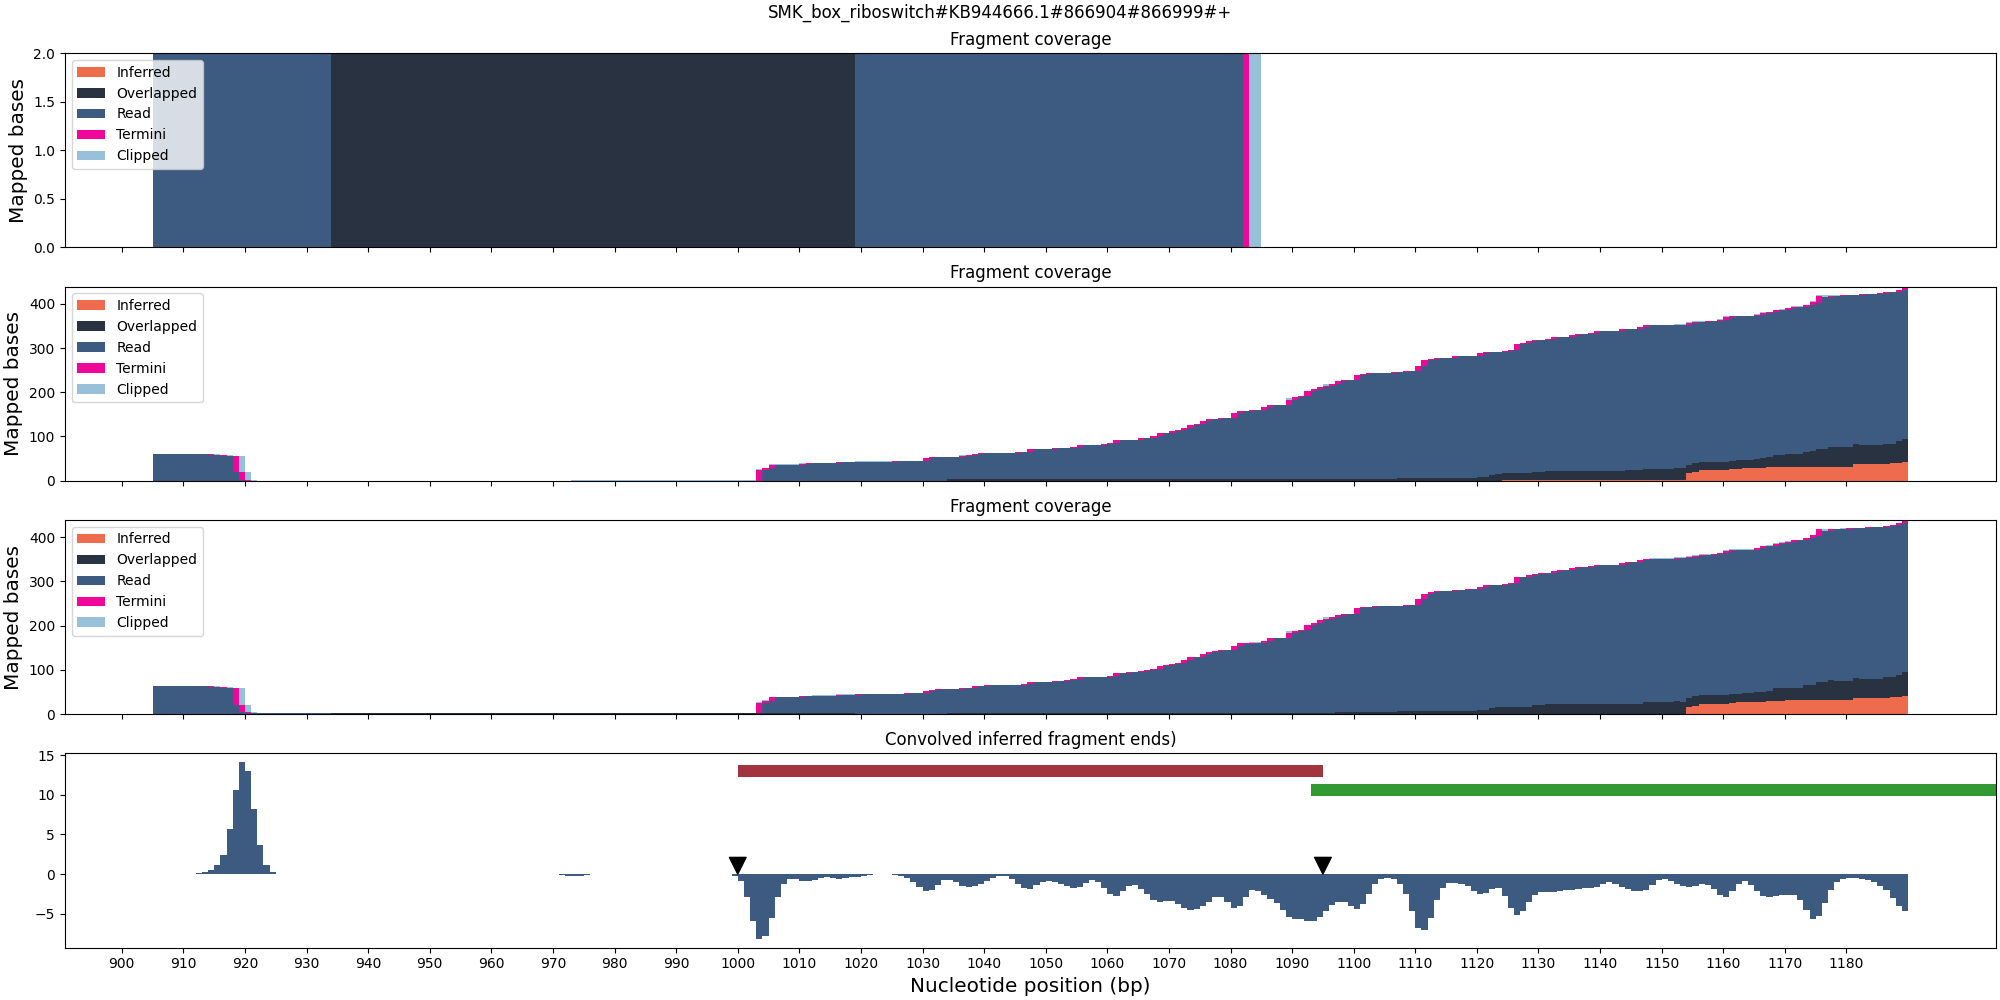 SMK_box_riboswitch#KB944666.1#866904#866999#+
Fragment coverage
Mapped bases
2.0
1.5
1.0
0.5
0.0
Inferred
Overlapped
Read
Termini
Clipped
Fragment coverage
Mapped bases
400
300
200
100
0
Inferred
Overlapped
Read
Termini
Clipped
Fragment coverage
Mapped bases
400
300
200
100
0
Inferred
Overlapped
Read
Termini
Clipped
Convolved inferred fragment ends)
15
10
5
0
−5
900 910 920 930 940 950 960 970 980 990 1000 1010 1020 1030 1040 1050 1060 1070 1080 1090 1100 1110 1120 1130 1140 1150 1160 1170 1180
Nucleotide position (bp)